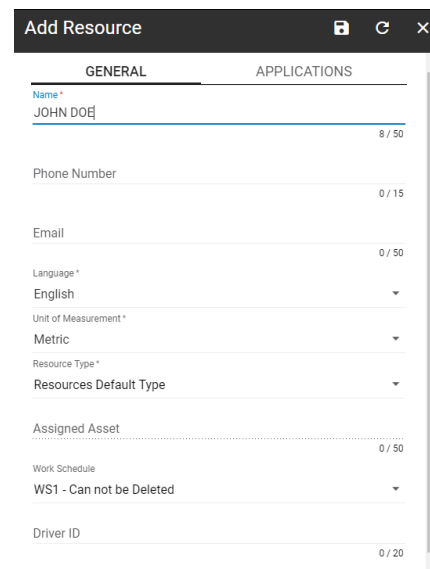 Add Resource
GENERAL APPLICATIONS
Name*
JOHN DOE
8 / 50
Phone Number
0 / 15
Email
0 / 50
Language *
English
Unit of Measurement *
Metric
Resource Type *
Resources Default Type
Assigned Asset
0 / 50
Work Schedule
WS1 - Can not be Deleted
Driver ID
0 / 20